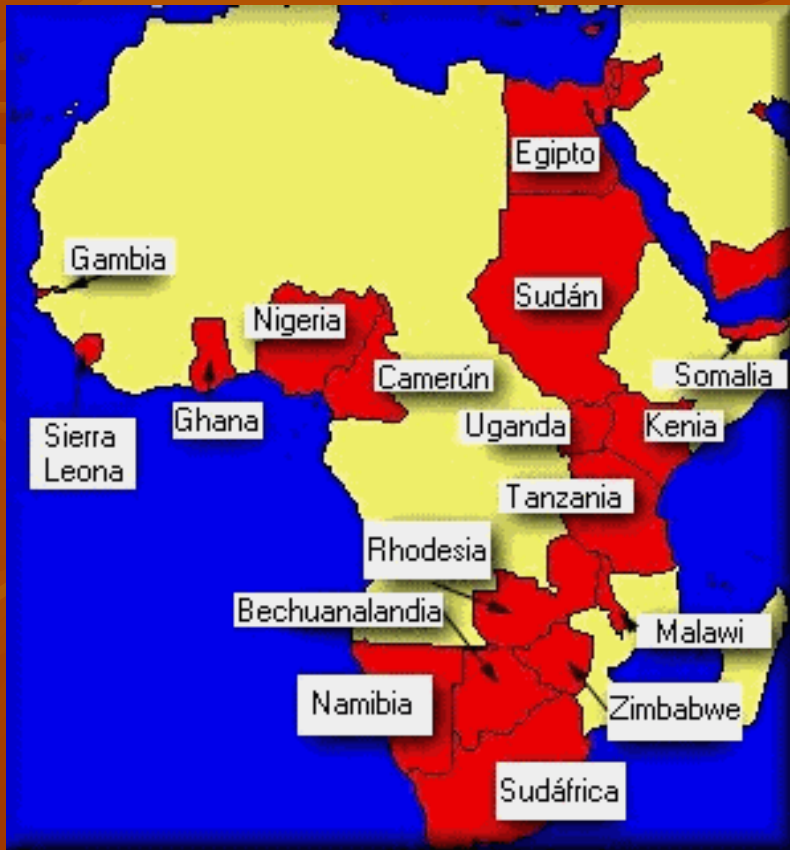 Egipto
Gambia
Sudán
Nigeria
Camerún
Somalia
Ghana
Uganda
Kenia
Sierra
Leona
Tanzania
Rhodesia
Bechuanalandia
Malawi
Namibia
Zimbabwe
Sudáfrica